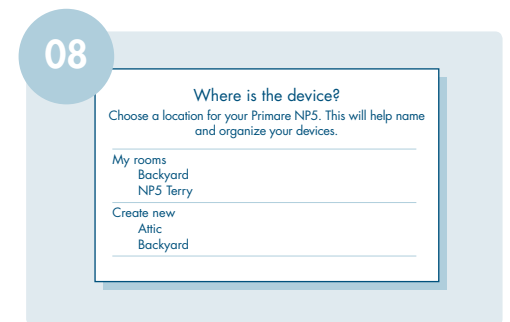 08
Where is the device?
Choose a location for your Primare NP5. This will help name
and organize your devices.
My rooms
Backyard
NP5 Terry
Create new
Attic
Backyard